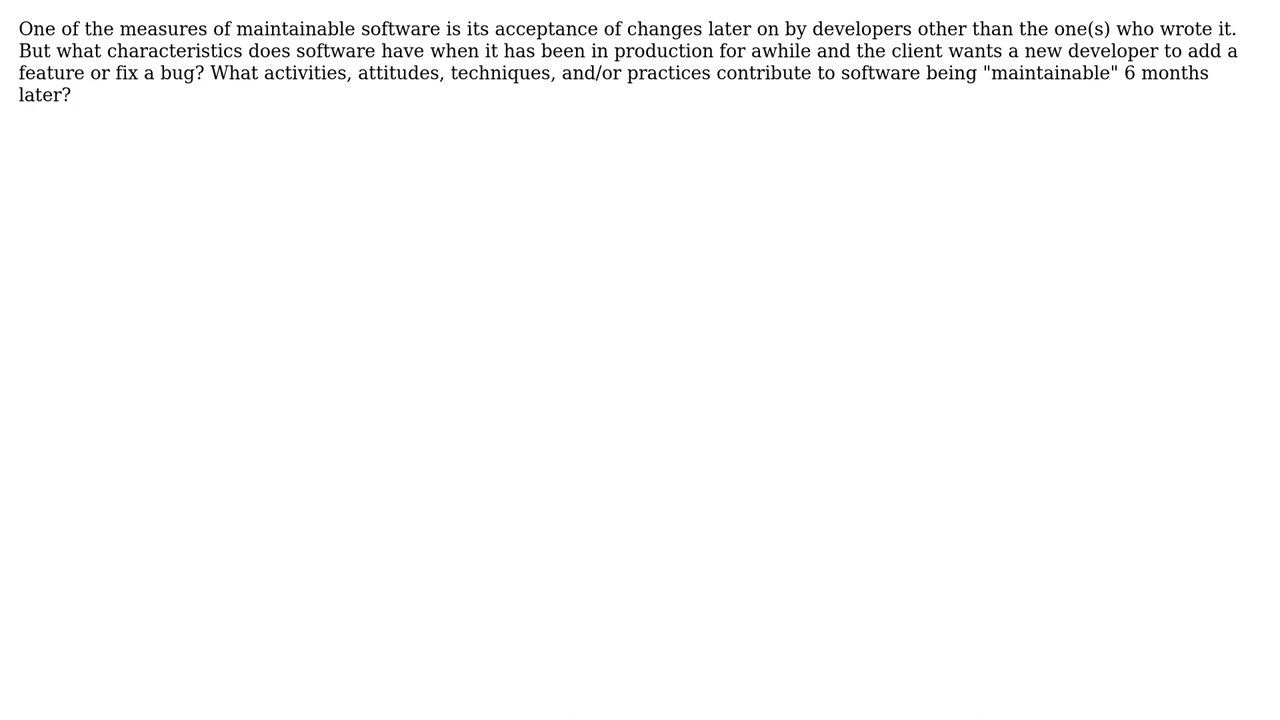 One of the measures of maintainable software is its acceptance of changes later on by developers other than the one(s) who wrote it.
But what characteristics does software have when it has been in production for awhile and the client wants a new developer to add a
feature or fix a bug? What activities, attitudes, techniques, and/or practices contribute to software being "maintainable" 6 months
later?